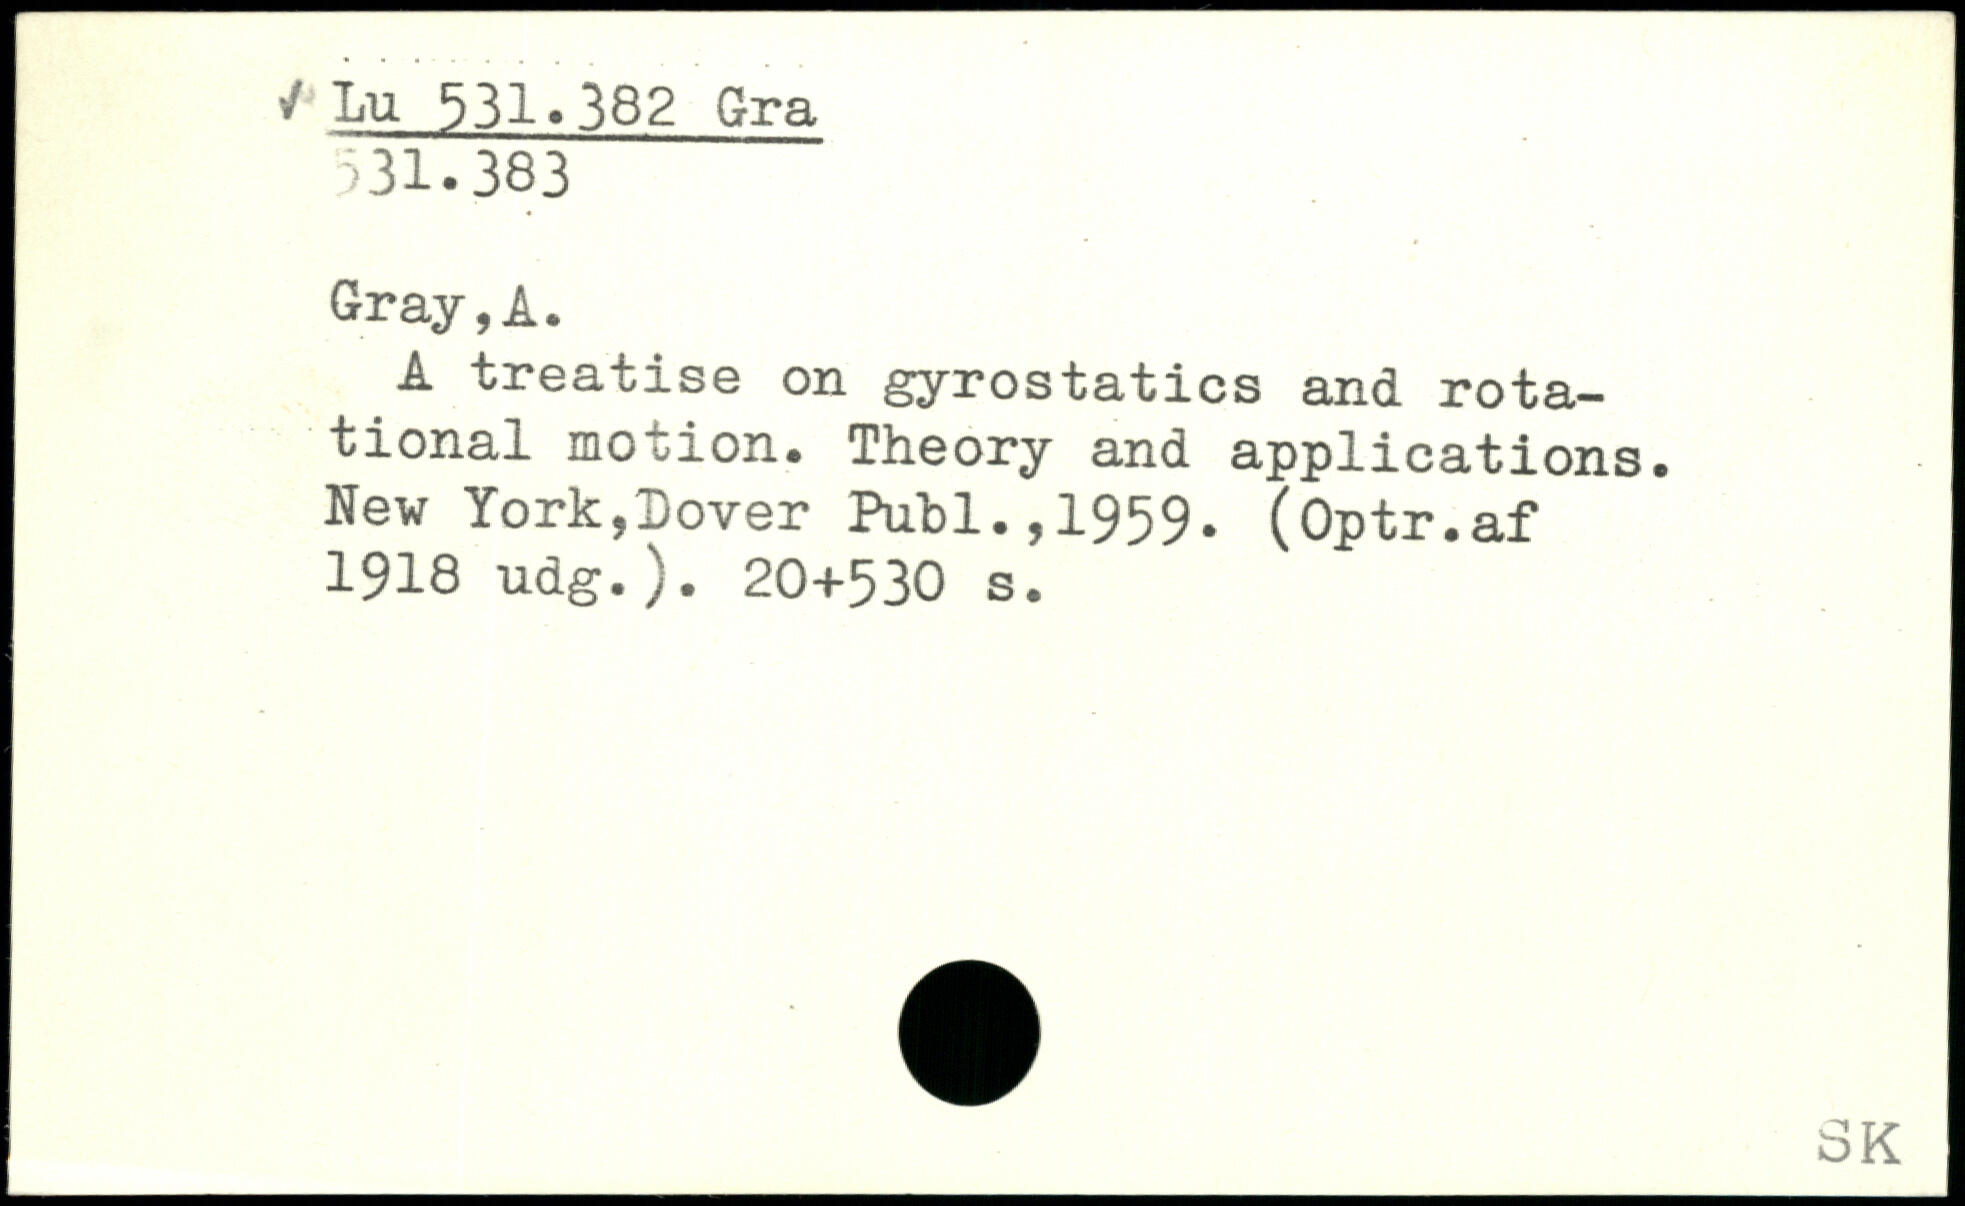 ✓ Lu 531.382 Gra
531.383
Gray,A.
A treatise on gyrostatics and rota-
tional motion. Theory and applications.
New York,Dover Publ.,1959. (Optr.af
1918 udg.). 20+530 s.
SK